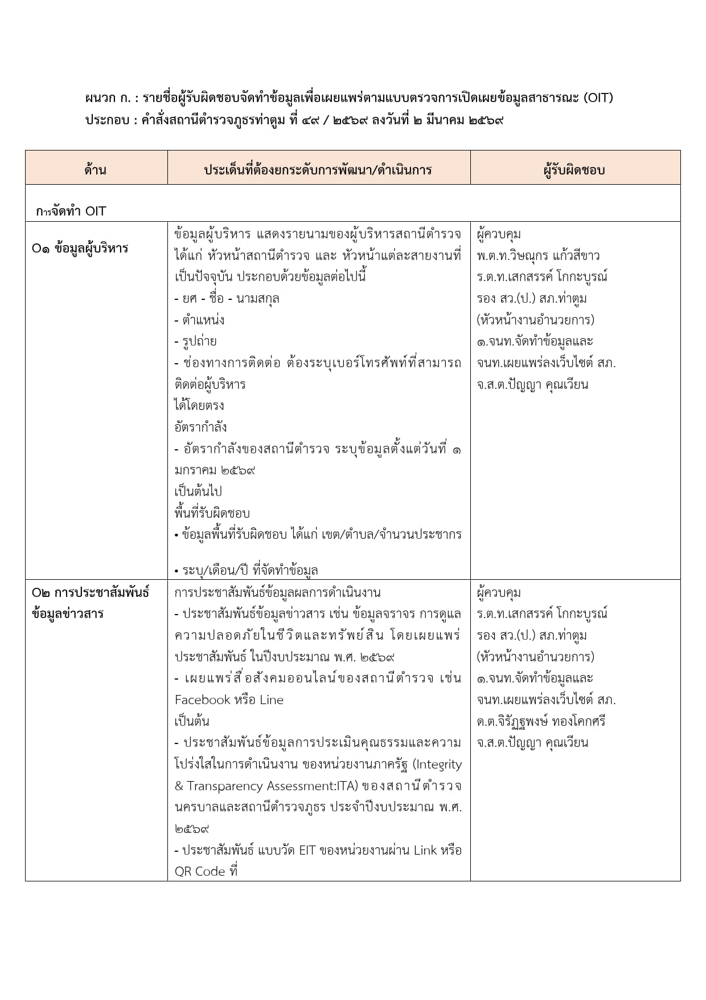 ผนวก ก. : รายชื่อผู้รับผิดชอบจัดทำข้อมูลเพื่อเผยแพร่ตามแบบตรวจการเปิดเผยข้อมูลสาธารณะ (OIT)
ประกอบ : คำสั่งสถานีตำรวจภูธรท่าตูม ที่ ๔๙ / ๒๕๖๙ ลงวันที่ ๒ มีนาคม ๒๕๖๙
ด้าน
ประเด็นที่ต้องยกระดับการพัฒนา/ดำเนินการ
ผู้รับผิดชอบ
การจัดทำ OIT
O๑ ข้อมูลผู้บริหาร
ข้อมูลผู้บริหาร แสดงรายนามของผู้บริหารสถานีตำรวจ
ได้แก่ หัวหน้าสถานีตำรวจ และ หัวหน้าแต่ละสายงานที่
เป็นปัจจุบัน ประกอบด้วยข้อมูลต่อไปนี้
- ยศ - ชื่อ - นามสกุล
- ตำแหน่ง
- รูปถ่าย
- ช่องทางการติดต่อ ต้องระบุเบอร์โทรศัพท์ที่สามารถ
ติดต่อผู้บริหาร
ได้โดยตรง
อัตรากำลัง
- อัตรากำลังของสถานีตำรวจ ระบุข้อมูลตั้งแต่วันที่ ๑
มกราคม ๒๕๖๙
เป็นต้นไป
พื้นที่รับผิดชอบ
• ข้อมูลพื้นที่รับผิดชอบ ได้แก่ เขต/ตำบล/จำนวนประชากร
• ระบุ/เดือน/ปี ที่จัดทำข้อมูล
ผู้ควบคุม
พ.ต.ท.วิษณุกร แก้วสีขาว
ร.ต.ท.เสกสรรค์ โกกะบูรณ์
รอง สว.(ป.) สภ.ท่าตูม
(หัวหน้างานอำนวยการ)
๑.จนท.จัดทำข้อมูลและ
จนท.เผยแพร่ลงเว็บไซต์ สภ.
จ.ส.ต.ปัญญา คุณเวียน
O๒ การประชาสัมพันธ์
ข้อมูลข่าวสาร
การประชาสัมพันธ์ข้อมูลผลการดำเนินงาน
- ประชาสัมพันธ์ข้อมูลข่าวสาร เช่น ข้อมูลจราจร การดูแล
ความปลอดภัยในชีวิตและทรัพย์สิน โดยเผยแพร่
ประชาสัมพันธ์ ในปีงบประมาณ พ.ศ. ๒๕๖๙
- เผยแพร่สื่อสังคมออนไลน์ของสถานีตำรวจ เช่น
Facebook หรือ Line
เป็นต้น
- ประชาสัมพันธ์ข้อมูลการประเมินคุณธรรมและความ
โปร่งใสในการดำเนินงาน ของหน่วยงานภาครัฐ (Integrity
& Transparency Assessment:ITA) ของสถานีตำรวจ
นครบาลและสถานีตำรวจภูธร ประจำปีงบประมาณ พ.ศ.
๒๕๖๙
- ประชาสัมพันธ์ แบบวัด EIT ของหน่วยงานผ่าน Link หรือ
QR Code ที่
ผู้ควบคุม
ร.ต.ท.เสกสรรค์ โกกะบูรณ์
รอง สว.(ป.) สภ.ท่าตูม
(หัวหน้างานอำนวยการ)
๑.จนท.จัดทำข้อมูลและ
จนท.เผยแพร่ลงเว็บไซต์ สภ.
ด.ต.จิรัฏฐพงษ์ ทองโคกศรี
จ.ส.ต.ปัญญา คุณเวียน